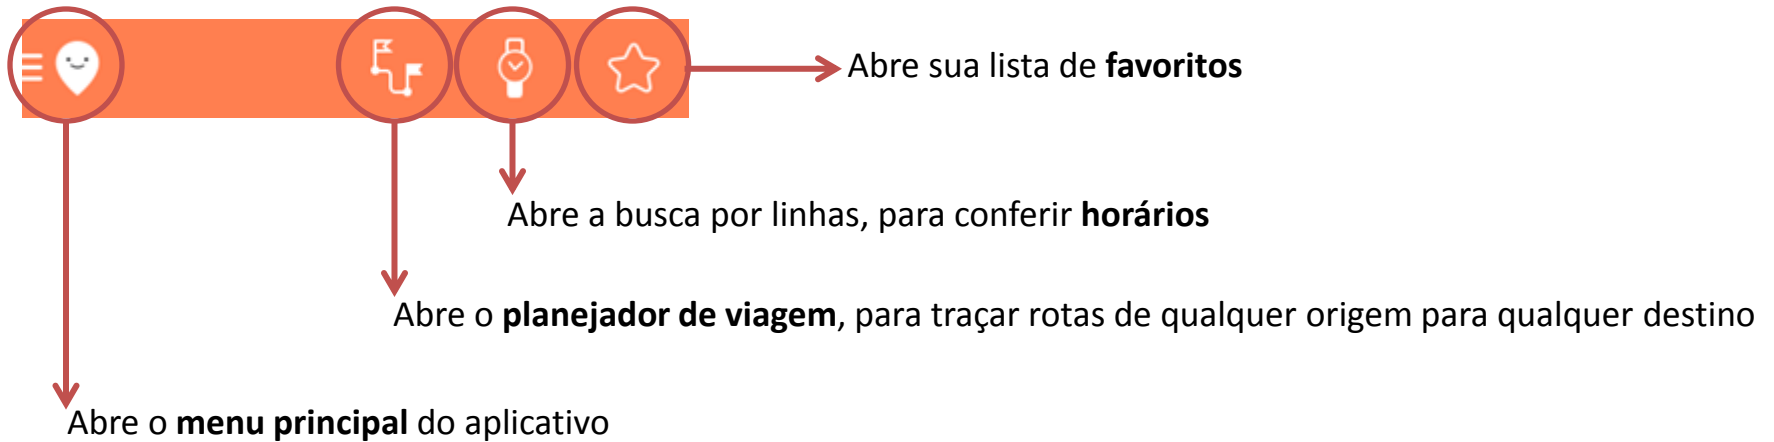 Abre sua lista de favoritos
Abre a busca por linhas, para conferir horários
Abre o planejador de viagem, para traçar rotas de qualquer origem para qualquer destino
Abre o menu principal do aplicativo